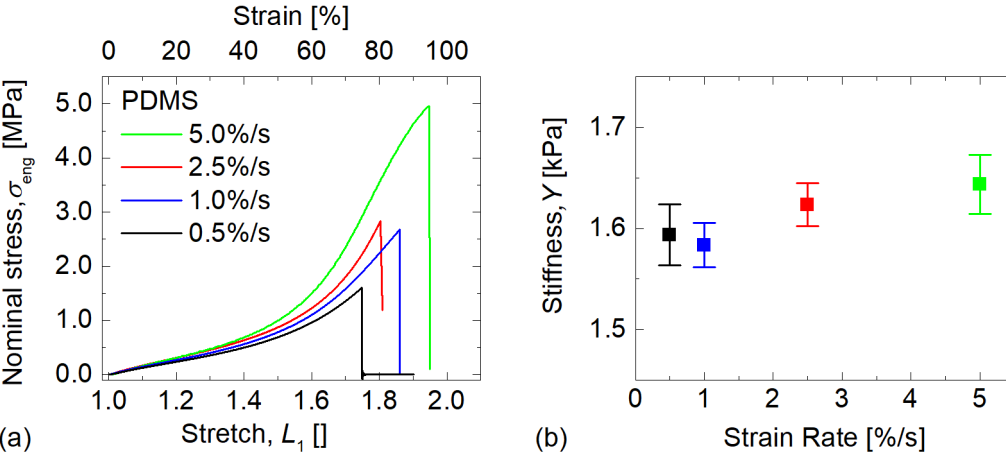 Strain [%]
0 20 40 60 80 100
Nominal stress, σeng [MPa]
5.0
4.0
3.0
2.0
1.0
0.0
PDMS
5.0%/s
2.5%/s
1.0%/s
0.5%/s
1.0 1.2 1.4 1.6 1.8 2.0
(a)
Stretch, L1 []
Stiffness, Y [kPa]
1.7
1.6
1.5
0 1 2 3 4 5
(b)
Strain Rate [%/s]